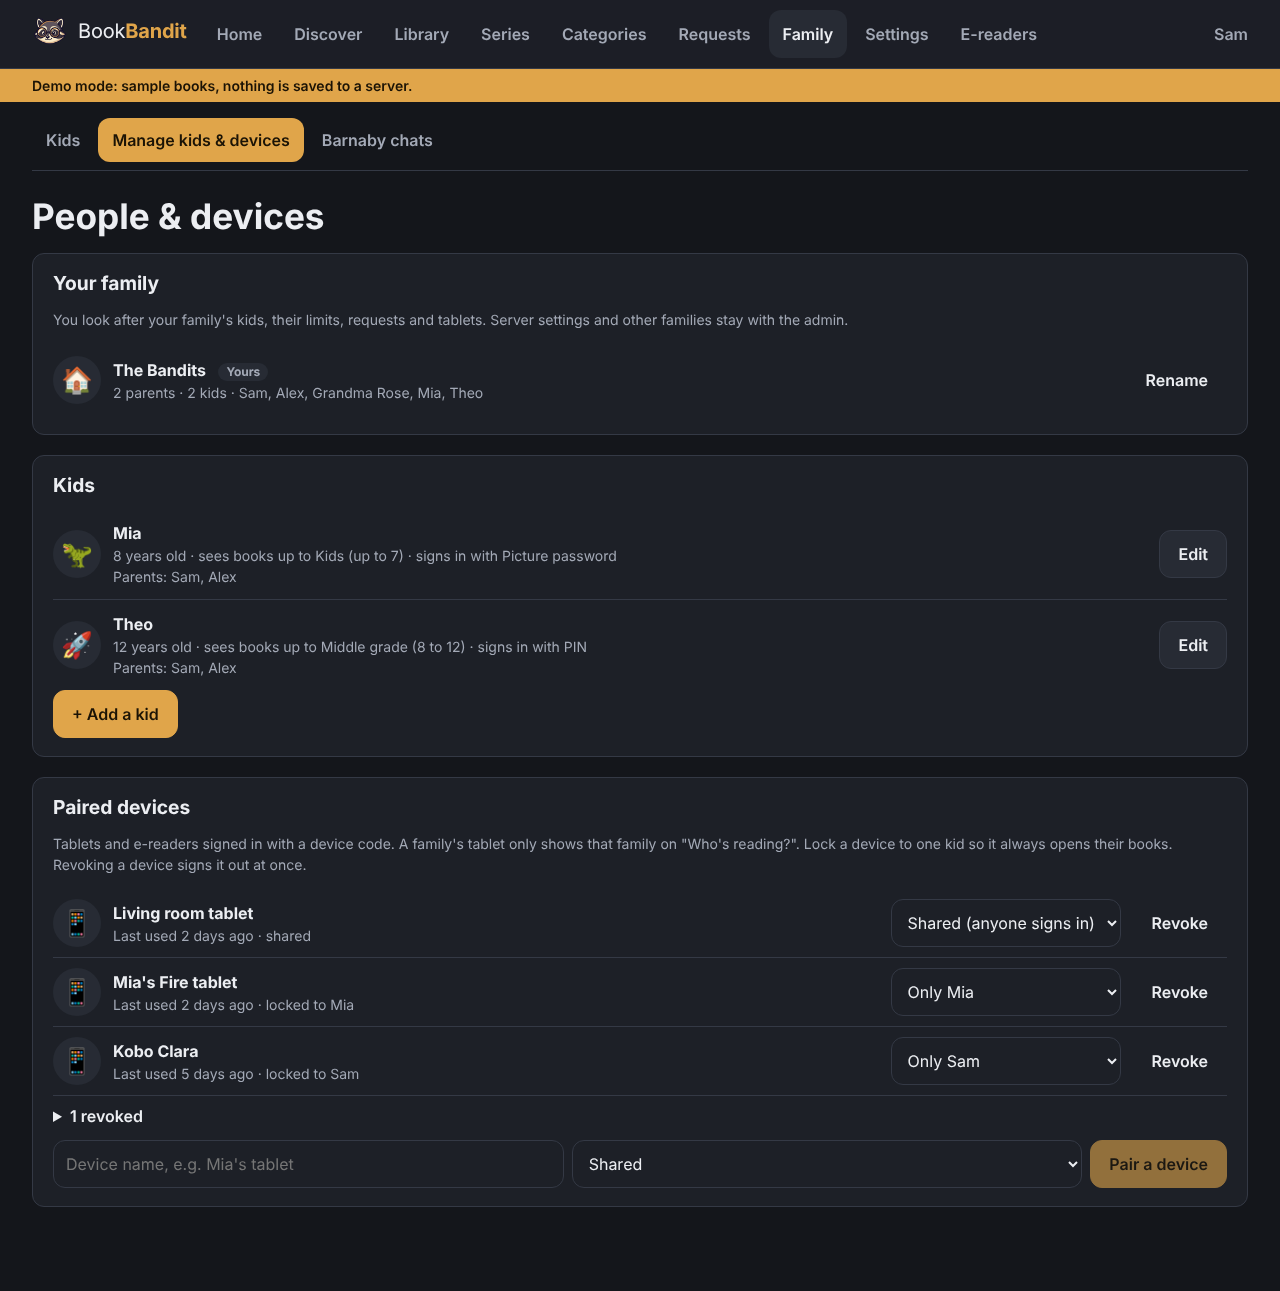 BookBandit
Home
Discover
Library
Series
Categories
Requests
Family
Settings
E-readers
Sam
Demo mode: sample books, nothing is saved to a server.
Kids
Manage kids & devices
Barnaby chats
People & devices
Your family
You look after your family's kids, their limits, requests and tablets. Server settings and other families stay with the admin.
The Bandits
Yours
2 parents · 2 kids · Sam, Alex, Grandma Rose, Mia, Theo
Rename
Kids
Mia
8 years old · sees books up to Kids (up to 7) · signs in with Picture password
Parents: Sam, Alex
Edit
Theo
12 years old · sees books up to Middle grade (8 to 12) · signs in with PIN
Parents: Sam, Alex
Edit
+ Add a kid
Paired devices
Tablets and e-readers signed in with a device code. A family's tablet only shows that family on "Who's reading?". Lock a device to one kid so it always opens their books.
Revoking a device signs it out at once.
Living room tablet
Last used 2 days ago · shared
Shared (anyone signs in)
Revoke
Mia's Fire tablet
Last used 2 days ago · locked to Mia
Only Mia
Revoke
Kobo Clara
Last used 5 days ago · locked to Sam
Only Sam
Revoke
1 revoked
Device name, e.g. Mia's tablet
Shared
Pair a device